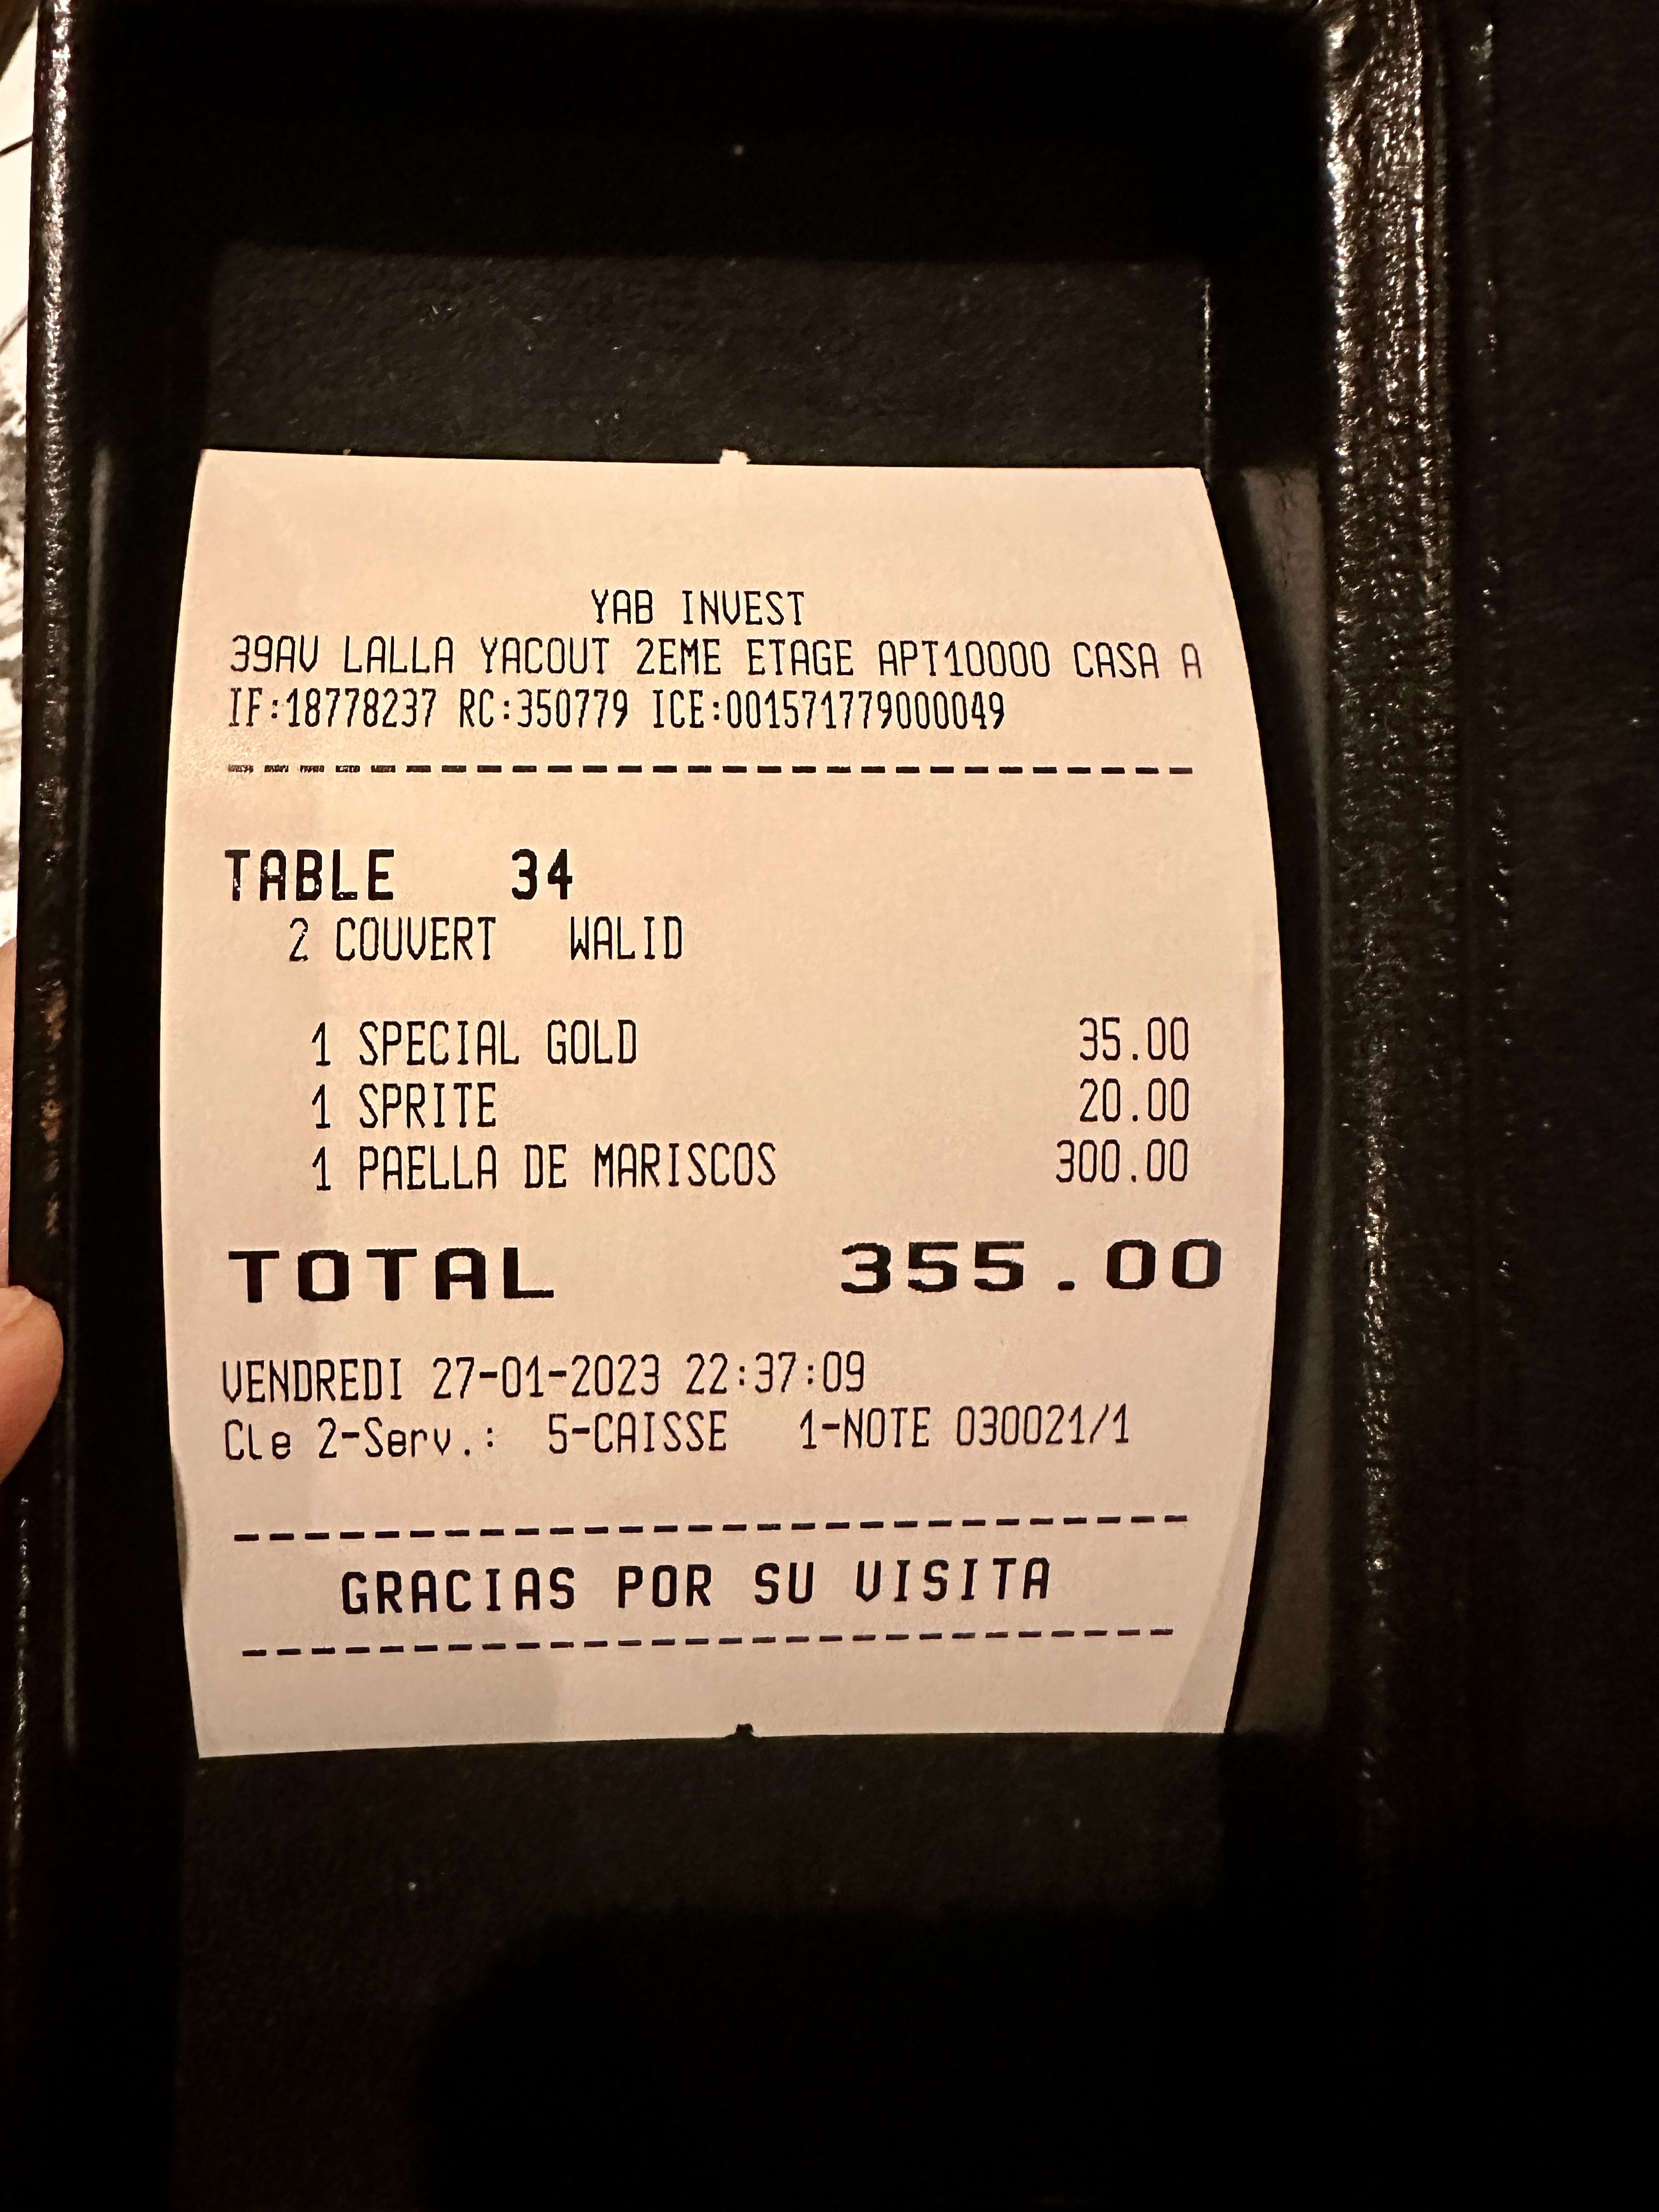 YAB INVEST
39AV LALLA YACOUT 2EME ETAGE APT10000 CASA A
IF:18778237 RC:350779 ICE:001571779000049
TABLE 34
2 COUVERT WALID
1 SPECIAL GOLD 35.00
1 SPRITE 20.00
1 PAELLA DE MARISCOS 300.00
TOTAL 355.00
VENDREDI 27-01-2023 22:37:09
Cle 2-Serv.: 5-CAISSE 1-NOTE 030021/1
GRACIAS POR SU VISITA